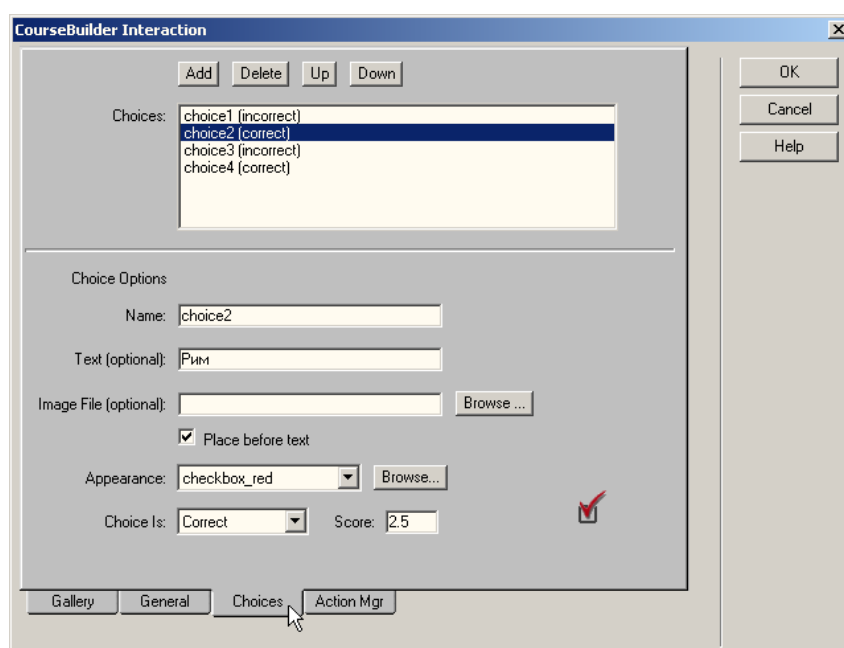 CourseBuilder Interaction
Add Delete Up Down
OK
Cancel
Help
Choices:
choice1 (incorrect)
choice2 (correct)
choice3 (incorrect)
choice4 (correct)
Choice Options
Name: choice2
Text (optional): Рим
Image File (optional): Browse ...
Place before text
Appearance: checkbox_red Browse...
Choice Is: Correct Score: 2.5
Gallery General Choices Action Mgr